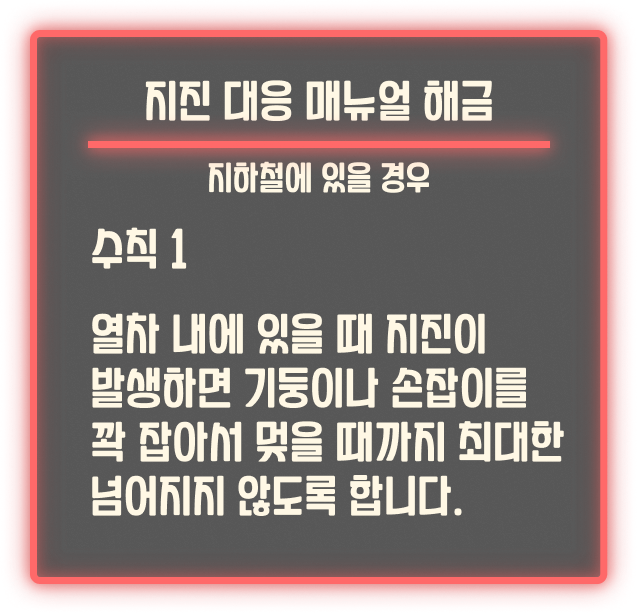 지진 대응 매뉴얼 해금
지하철에 있을 경우
수칙 1
열차 내에 있을 때 지진이
발생하면 기둥이나 손잡이를
꽉 잡아서 멎을 때까지 최대한
넘어지지 않도록 합니다.